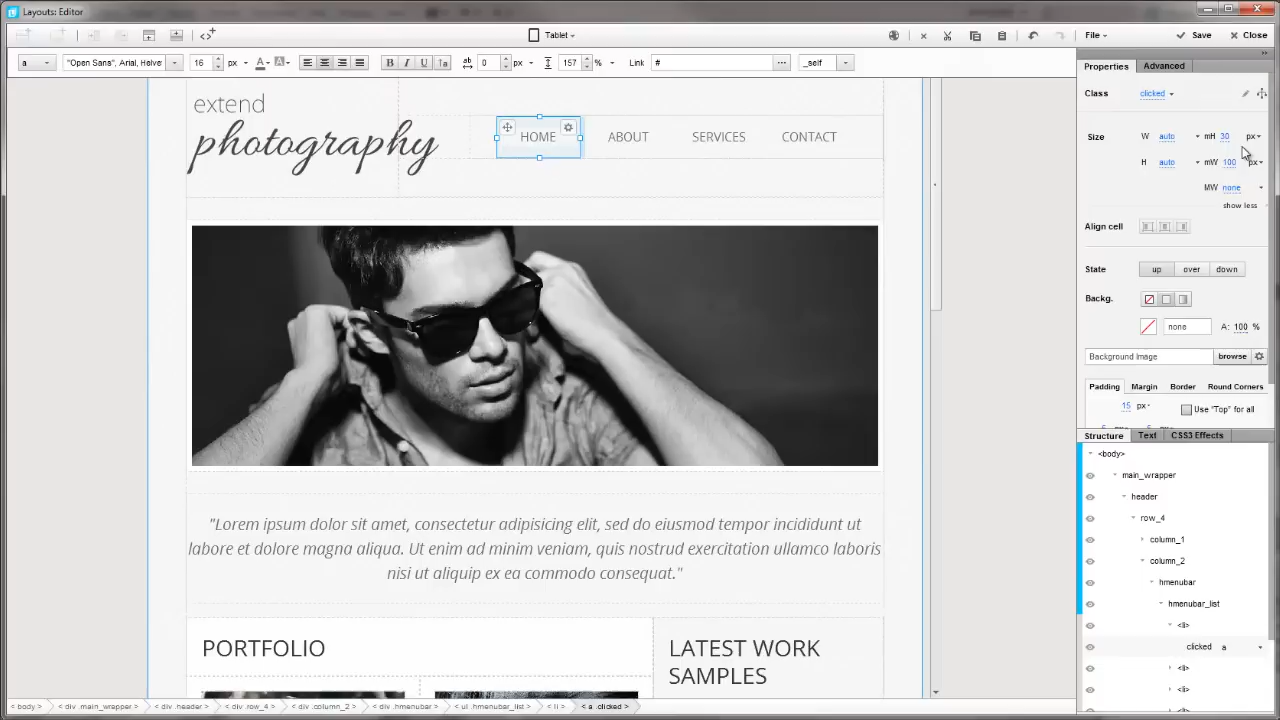 Layouts: Editor
Tablet
File
Save
Close
a
"Open Sans", Arial, Helve
16
px
A
A
B
I
U
Ta
0
px
157
%
Link
#
_self
Properties
Advanced
Class
clicked
Size
W
auto
mH
30
px
H
auto
mW
100
px
MW
none
show less
Align cell
State
up
over
down
Backg.
none
A:
100
%
Background Image
browse
Padding
Margin
Border
Round Corners
15
px
Use "Top" for all
Structure
Text
CSS3 Effects
<body>
main_wrapper
header
row_4
column_1
column_2
hmenubar
hmenubar_list
<li>
clicked
a
<li>
<li>
extend
photography
HOME
ABOUT
SERVICES
CONTACT
"Lorem ipsum dolor sit amet, consectetur adipisicing elit, sed do eiusmod tempor incididunt ut
labore et dolore magna aliqua. Ut enim ad minim veniam, quis nostrud exercitation ullamco laboris
nisi ut aliquip ex ea commodo consequat."
PORTFOLIO
LATEST WORK
SAMPLES
< body >
< div .main_wrapper >
< div .header >
< div .row_4 >
< div .column_2 >
< div .hmenubar >
< ul .hmenubar_list >
< li >
< a .clicked >